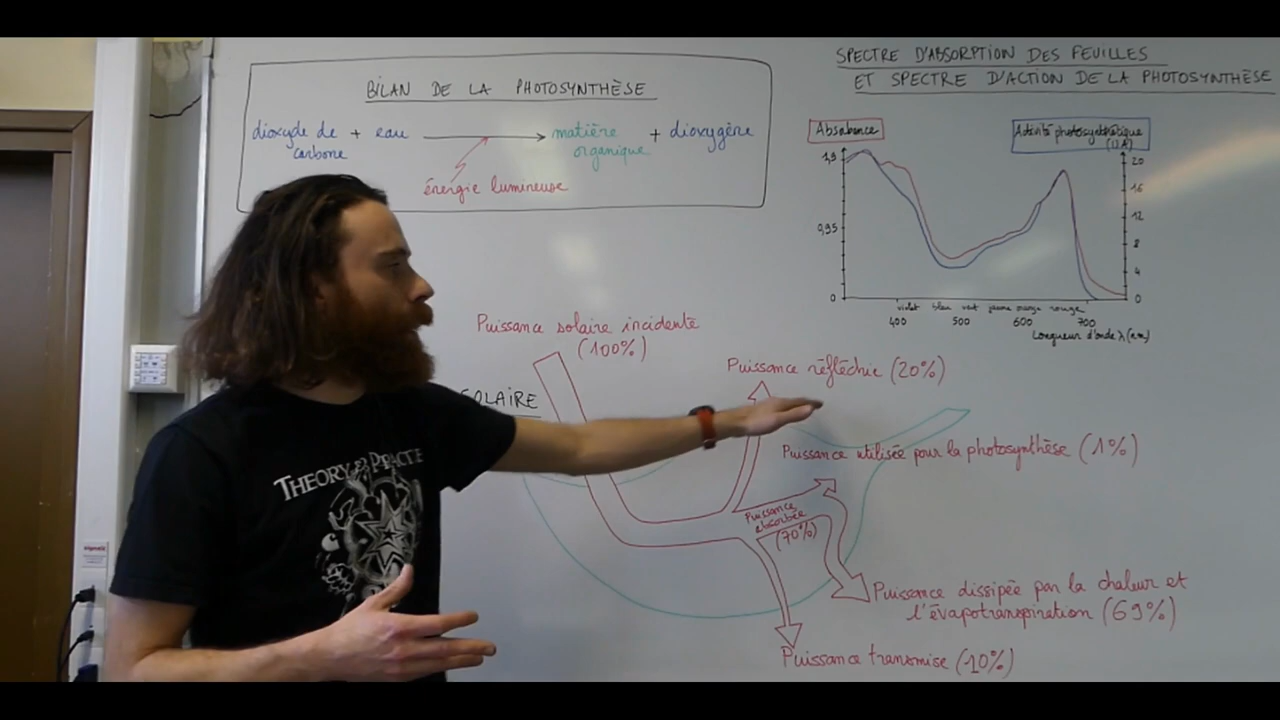 BILAN DE LA PHOTOSYNTHÈSE
dioxyde de carbone + eau → matière organique + dioxygène
énergie lumineuse
SPECTRE D'ABSORPTION DES FEUILLES
ET SPECTRE D'ACTION DE LA PHOTOSYNTHÈSE
Absorbance
Activité photosynthétique
(U.A)
1,9
0,95
0
20
16
12
8
4
0
violet bleu vert jaune orange rouge
400 500 600 700
Longueur d'onde λ (nm)
Puissance solaire incidente
(100%)
SOLAIRE
Puissance réfléchie (20%)
Puissance utilisée pour la photosynthèse (1%)
Puissance
absorbée
(70%)
Puissance dissipée par la chaleur et
l'évapotranspiration (69%)
Puissance transmise (10%)
THEORY